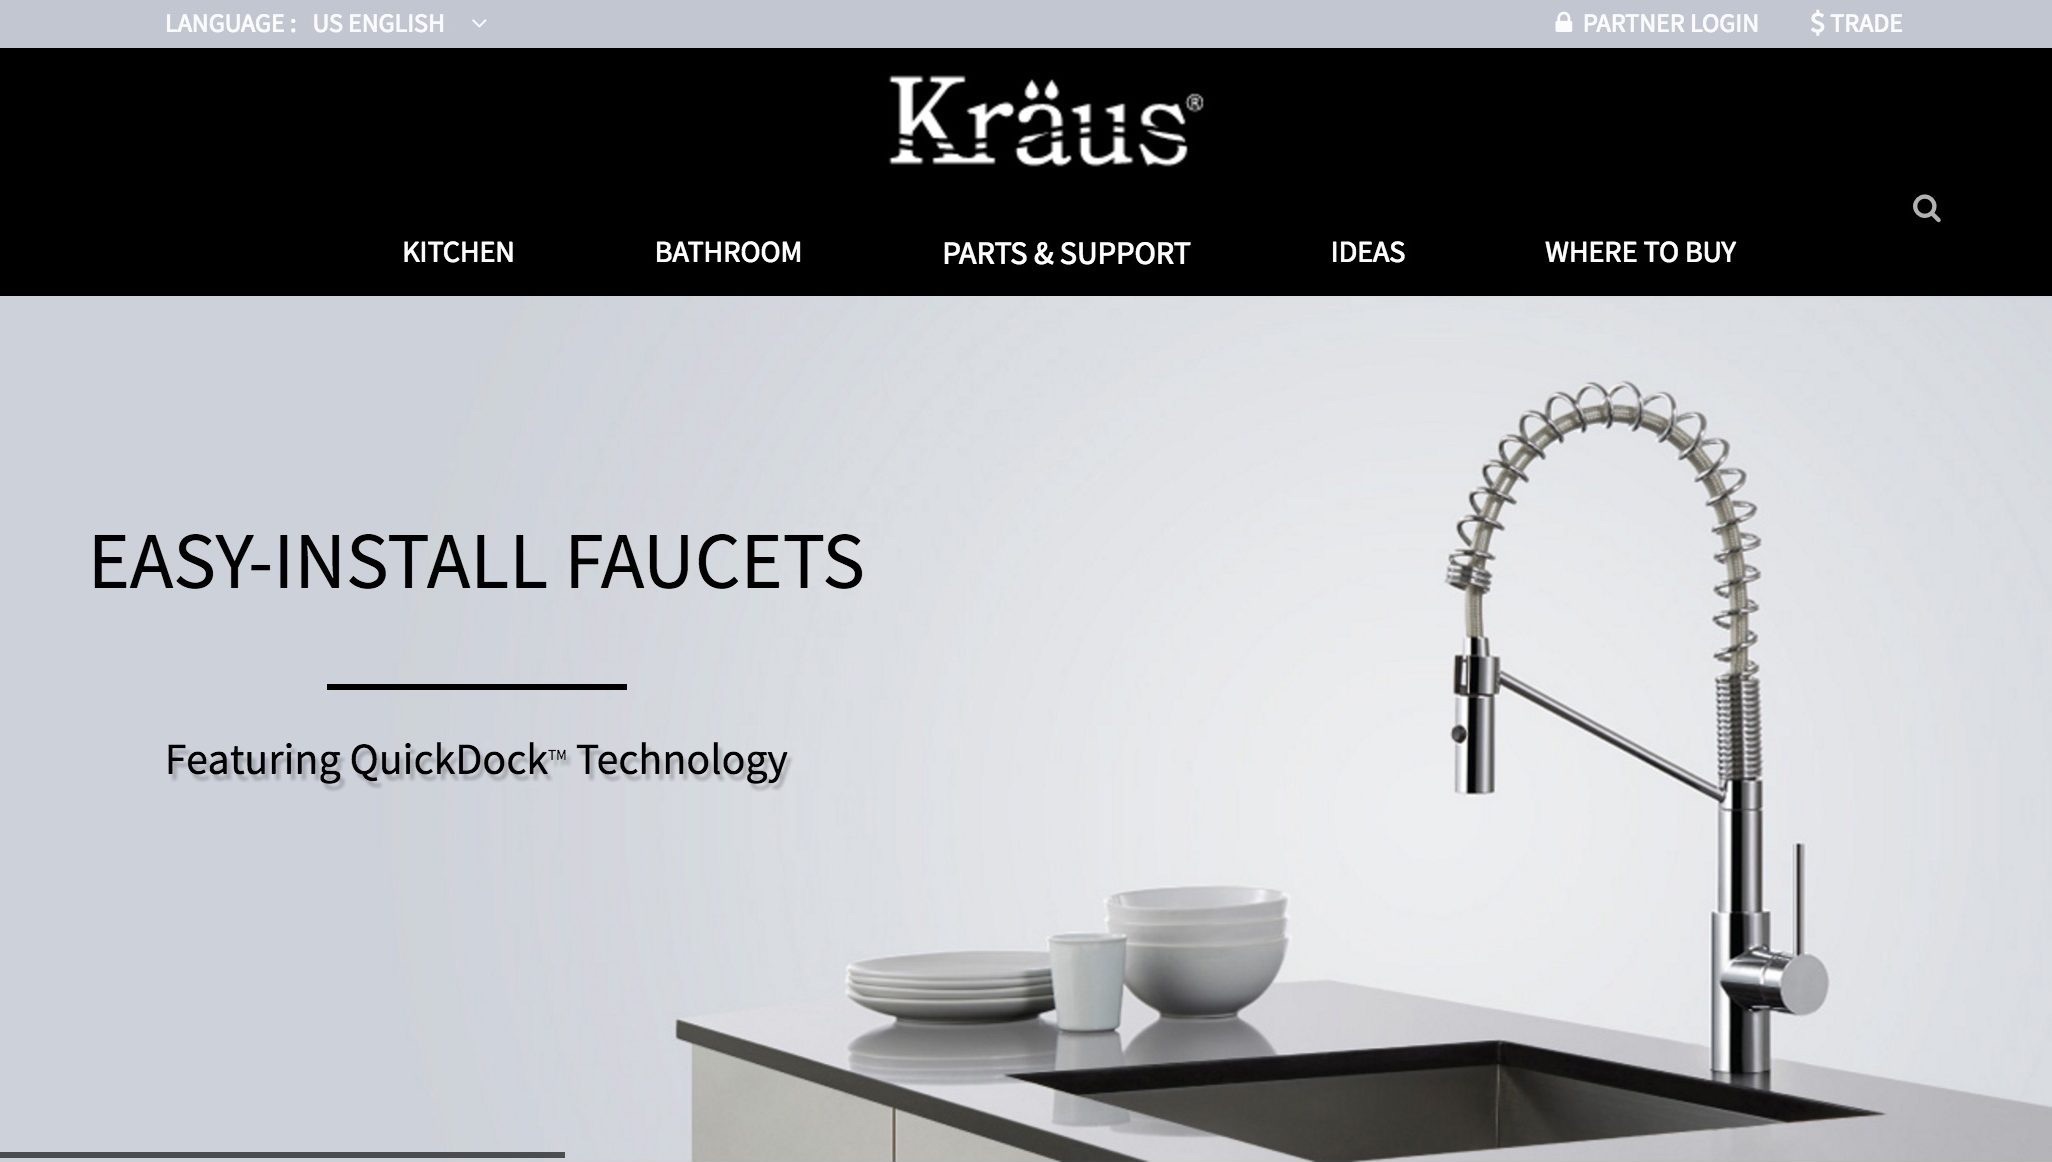 LANGUAGE : US ENGLISH
PARTNER LOGIN
$ TRADE
Kräus®
KITCHEN
BATHROOM
PARTS & SUPPORT
IDEAS
WHERE TO BUY
EASY-INSTALL FAUCETS
Featuring QuickDock™ Technology